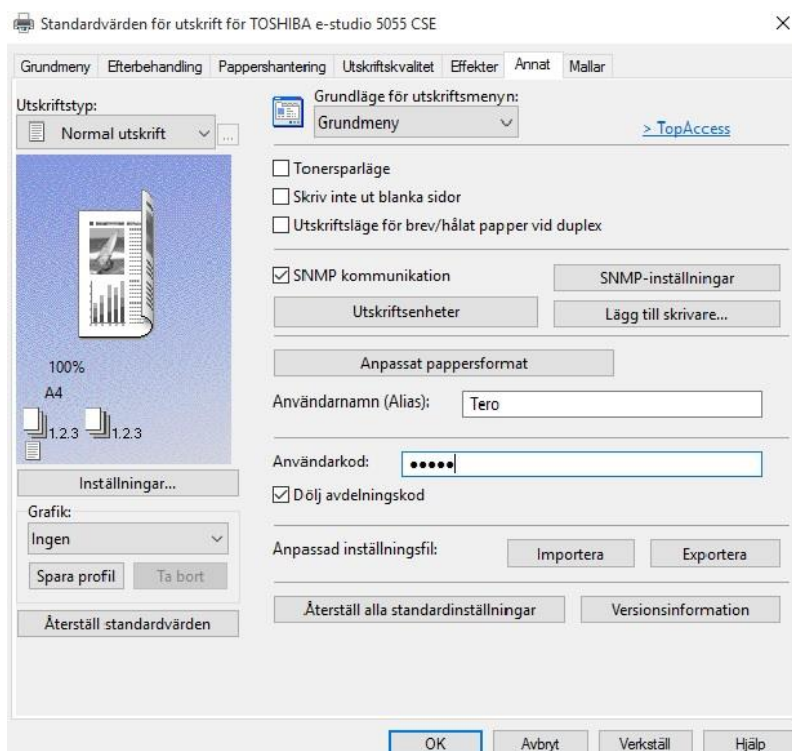 Standardvärden för utskrift för TOSHIBA e-studio 5055 CSE
Grundmeny Efterbehandling Pappershantering Utskriftskvalitet Effekter Annat Mallar
Utskriftstyp:
Normal utskrift
...
100%
A4
1.2.3 1.2.3
Inställningar...
Grafik:
Ingen
Spara profil Ta bort
Återställ standardvärden
Grundläge för utskriftsmenyn:
Grundmeny
> TopAccess
Tonersparläge
Skriv inte ut blanka sidor
Utskriftsläge för brev/hålat papper vid duplex
SNMP kommunikation SNMP-inställningar
Utskriftsenheter Lägg till skrivare...
Anpassat pappersformat
Användarnamn (Alias): Tero
Användarkod: •••••
Dölj avdelningskod
Anpassad inställningsfil: Importera Exportera
Återställ alla standardinställningar Versionsinformation
OK Avbryt Verkställ Hjälp